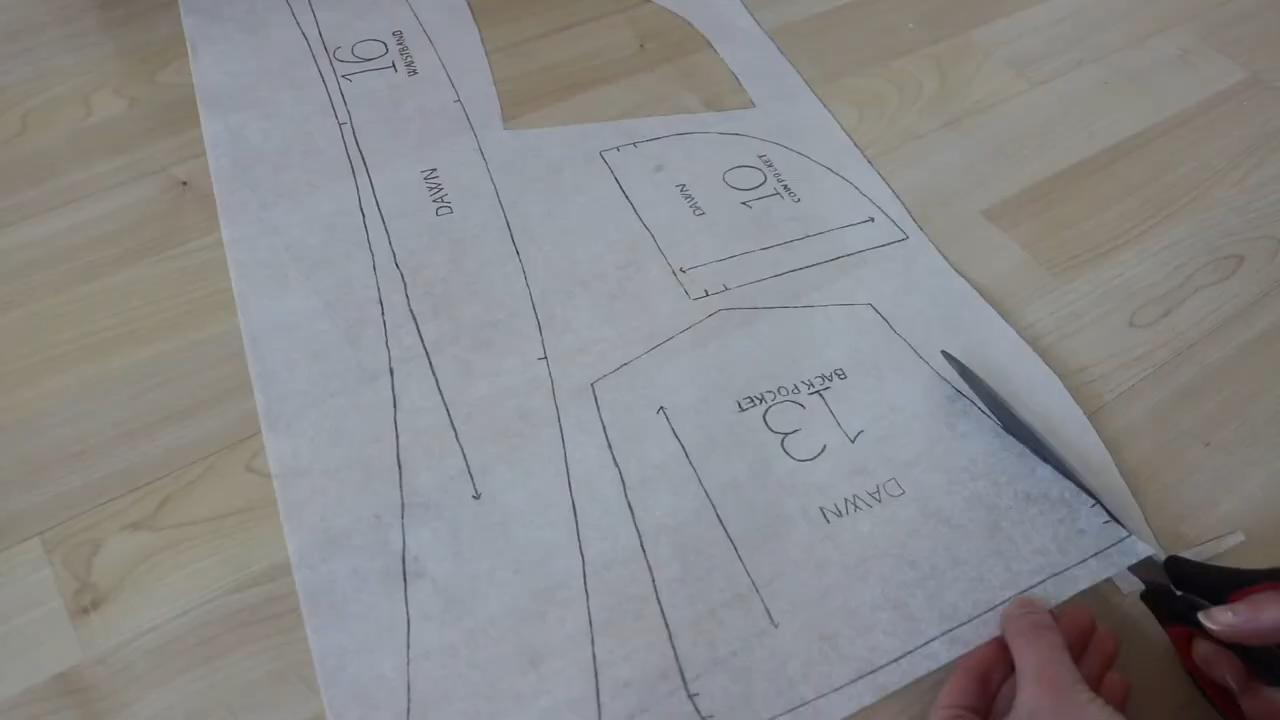 16
WAISTBAND
DAWN
10
COIN POCKET
DAWN
13
BACK POCKET
DAWN